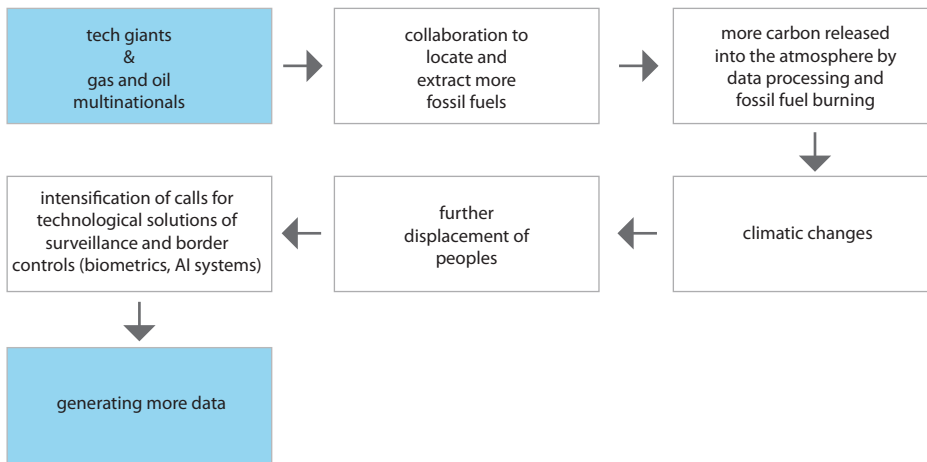 tech giants
&
gas and oil
multinationals
collaboration to
locate and
extract more
fossil fuels
more carbon released
into the atmosphere by
data processing and
fossil fuel burning
intensification of calls for
technological solutions of
surveillance and border
controls (biometrics, AI systems)
further
displacement of
peoples
climatic changes
generating more data